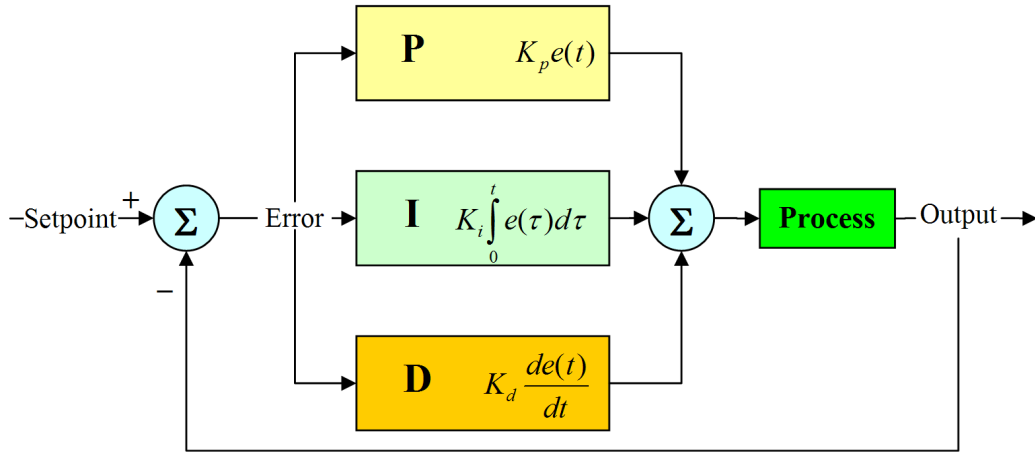 P K_p e(t)
–Setpoint + Σ Error I K_i ∫_0^t e(τ)dτ Σ Process Output
−
D K_d de(t)/dt